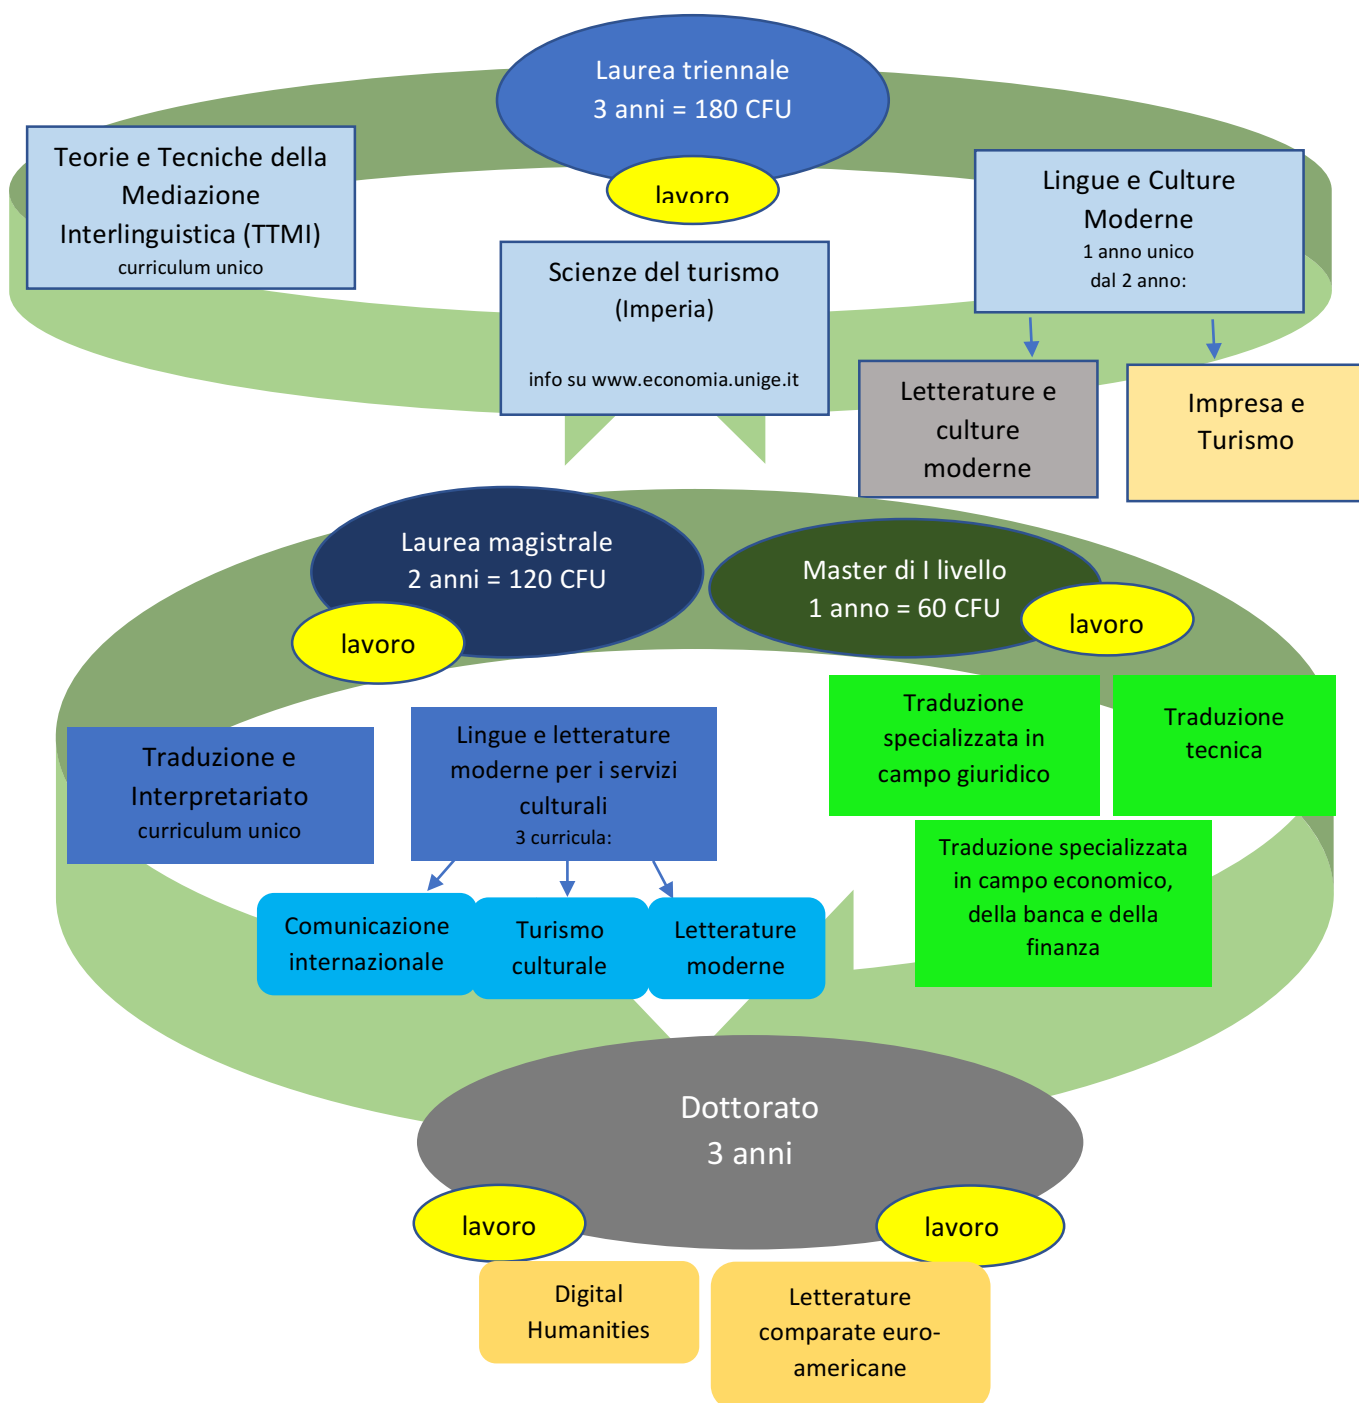 Laurea triennale
3 anni = 180 CFU
lavoro
Teorie e Tecniche della
Mediazione
Interlinguistica (TTMI)
curriculum unico
Scienze del turismo
(Imperia)
info su www.economia.unige.it
Lingue e Culture
Moderne
1 anno unico
dal 2 anno:
Letterature e
culture
moderne
Impresa e
Turismo
Laurea magistrale
2 anni = 120 CFU
lavoro
Master di I livello
1 anno = 60 CFU
lavoro
Traduzione e
Interpretariato
curriculum unico
Lingue e letterature
moderne per i servizi
culturali
3 curricula:
Comunicazione
internazionale
Turismo
culturale
Letterature
moderne
Traduzione
specializzata in
campo giuridico
Traduzione
tecnica
Traduzione specializzata
in campo economico,
della banca e della
finanza
Dottorato
3 anni
lavoro
lavoro
Digital
Humanities
Letterature
comparate euro-
americane